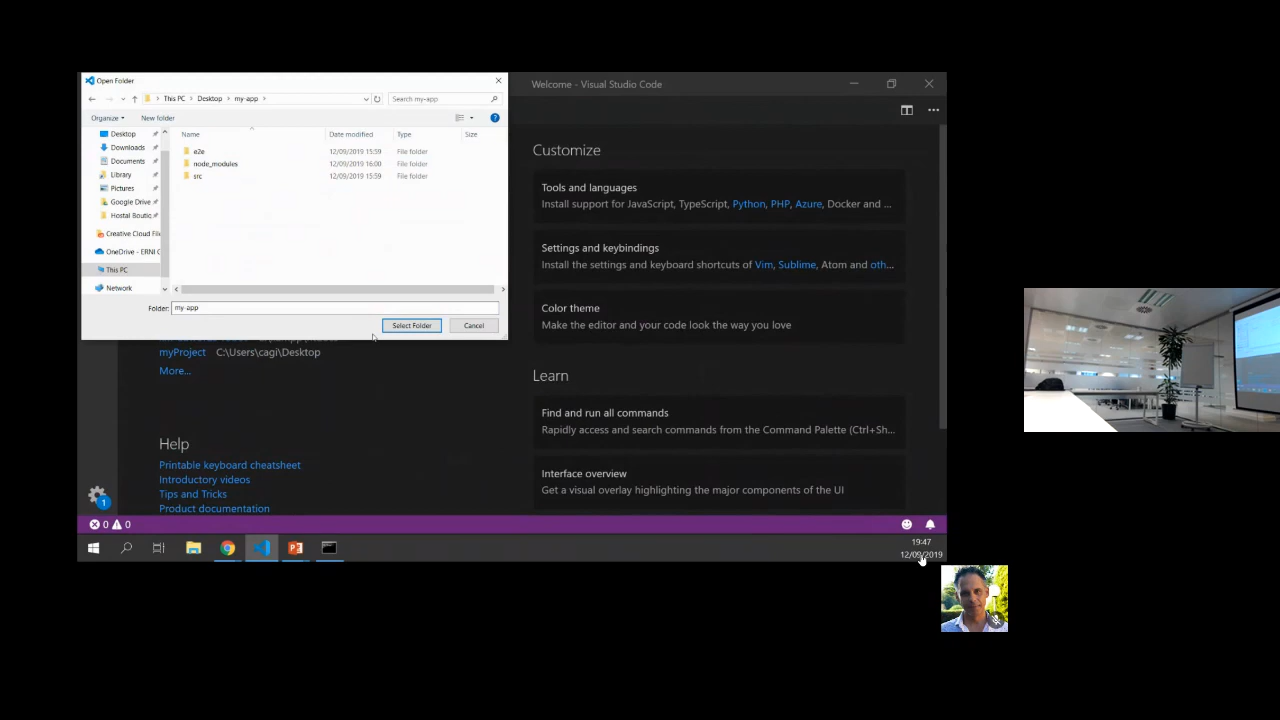 Open Folder
This PC > Desktop > my-app >
Search my-app
Organize
New folder
Name
Date modified
Type
Size
Desktop
Downloads
Documents
Library
Pictures
Google Drive
Hostal Boutic
Creative Cloud Fil
OneDrive - ERNI C
This PC
Network
e2e 12/09/2019 15:59 File folder
node_modules 12/09/2019 16:00 File folder
src 12/09/2019 15:59 File folder
Folder: my-app
Select Folder
Cancel
Welcome - Visual Studio Code
myProject C:\Users\cagi\Desktop
More...
Help
Printable keyboard cheatsheet
Introductory videos
Tips and Tricks
Product documentation
Customize
Tools and languages
Install support for JavaScript, TypeScript, Python, PHP, Azure, Docker and ...
Settings and keybindings
Install the settings and keyboard shortcuts of Vim, Sublime, Atom and oth...
Color theme
Make the editor and your code look the way you love
Learn
Find and run all commands
Rapidly access and search commands from the Command Palette (Ctrl+Sh...
Interface overview
Get a visual overlay highlighting the major components of the UI
1
0 0
19:47
12/09/2019